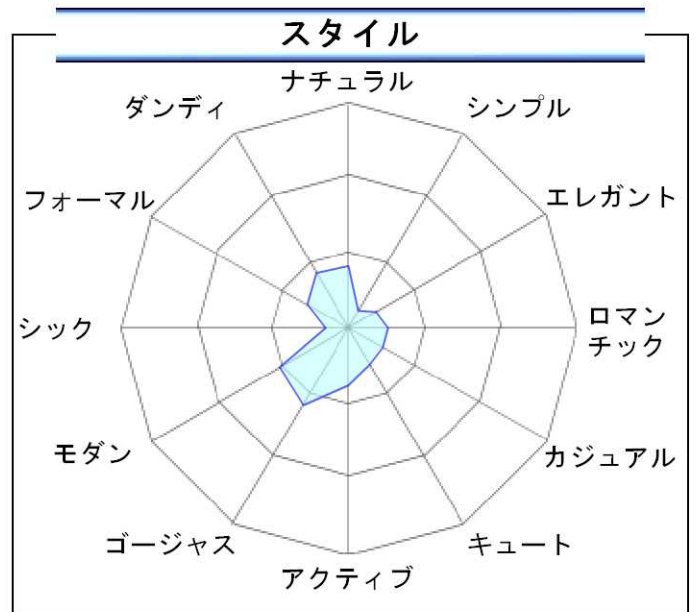 スタイル
ナチュラル
シンプル
エレガント
ロマン
チック
カジュアル
キュート
アクティブ
ゴージャス
モダン
シック
フォーマル
ダンディ